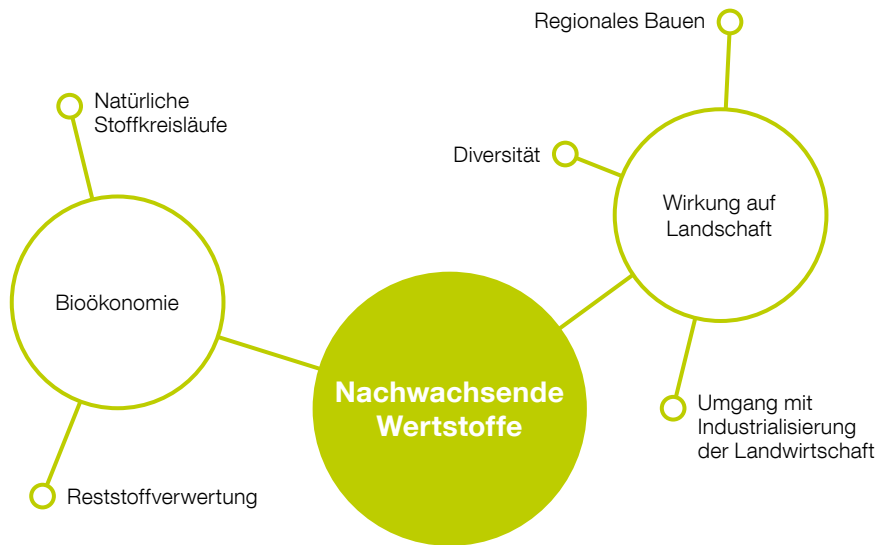 Regionales Bauen
Natürliche
Stoffkreisläufe
Diversität
Wirkung auf
Landschaft
Bioökonomie
Nachwachsende
Wertstoffe
Umgang mit
Industrialisierung
der Landwirtschaft
Reststoffverwertung